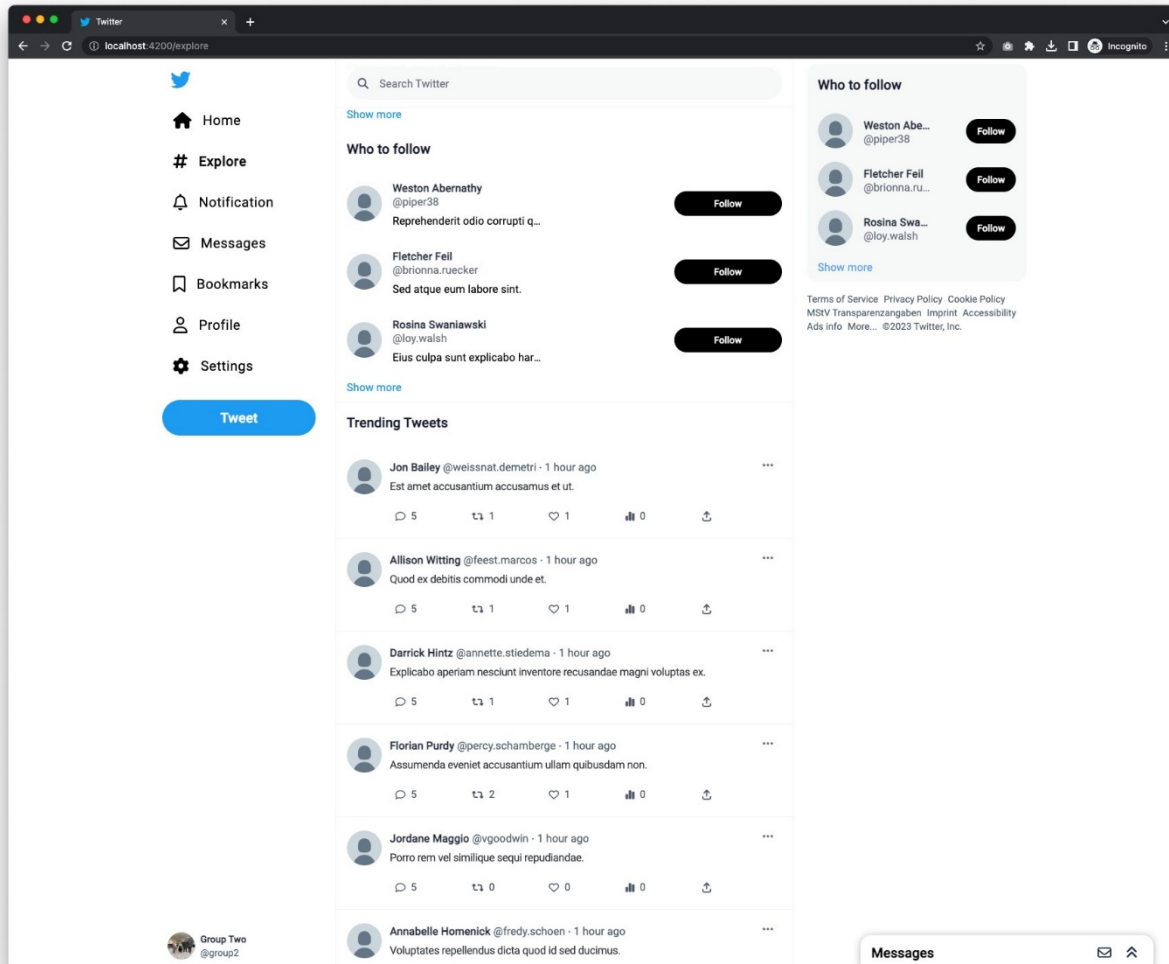 Twitter
localhost:4200/explore
Incognito
Home
Explore
Notification
Messages
Bookmarks
Profile
Settings
Tweet
Group Two
@group2
Search Twitter
Show more
Who to follow
Weston Abernathy
@piper38
Reprehenderit odio corrupti q...
Follow
Fletcher Feil
@brionna.ruecker
Sed atque eum labore sint.
Follow
Rosina Swaniawski
@loy.walsh
Eius culpa sunt explicabo har...
Follow
Show more
Trending Tweets
Jon Bailey @weissnat.demetri · 1 hour ago
Est amet accusantium accusamus et ut.
5 1 1 0
Allison Witting @feest.marcos · 1 hour ago
Quod ex debitis commodi unde et.
5 1 1 0
Darrick Hintz @annette.stiedema · 1 hour ago
Explicabo aperiam nesciunt inventore recusandae magni voluptas ex.
5 1 1 0
Florian Purdy @percy.schamberge · 1 hour ago
Assumenda eveniet accusantium ullam quibusdam non.
5 2 1 0
Jordane Maggio @vgoodwin · 1 hour ago
Porro rem vel similique sequi repudiandae.
5 0 0 0
Annabelle Homenick @fredy.schoen · 1 hour ago
Voluptates repellendus dicta quod id sed ducimus.
Who to follow
Weston Abe...
@piper38
Follow
Fletcher Feil
@brionna.ru...
Follow
Rosina Swa...
@loy.walsh
Follow
Show more
Terms of Service Privacy Policy Cookie Policy
MStV Transparenzangaben Imprint Accessibility
Ads info More... ©2023 Twitter, Inc.
Messages